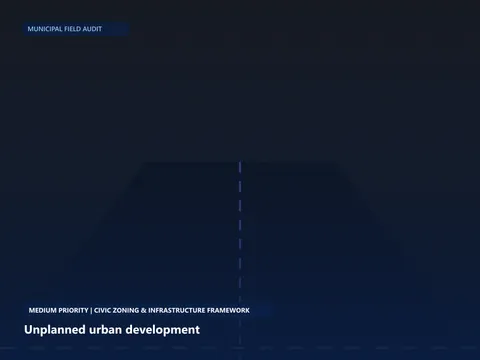 MUNICIPAL FIELD AUDIT
MEDIUM PRIORITY | CIVIC ZONING & INFRASTRUCTURE FRAMEWORK
Unplanned urban development